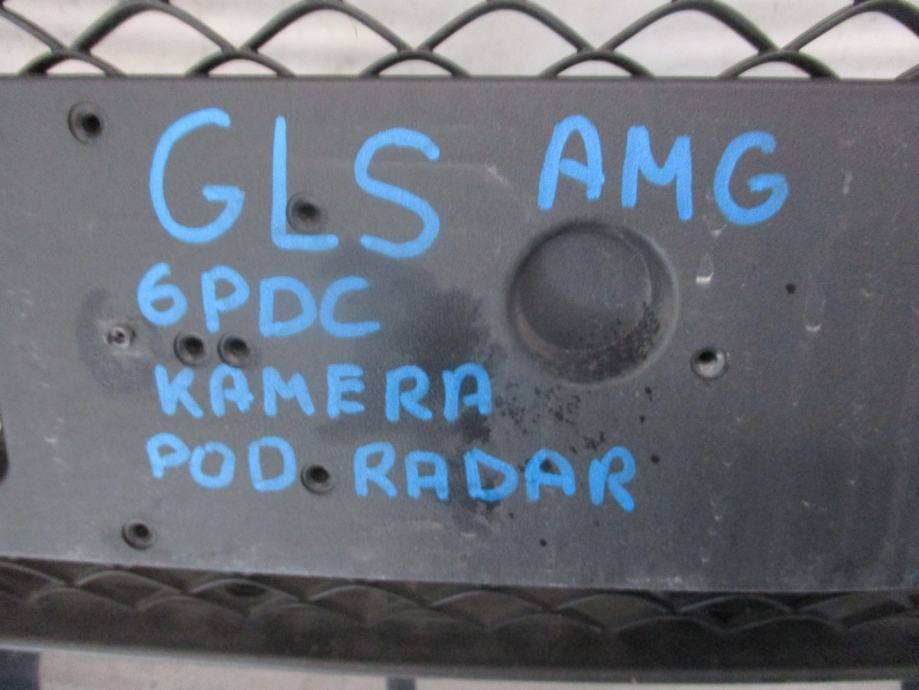 GLS AMG
6PDC
KAMERA
POD RADAR